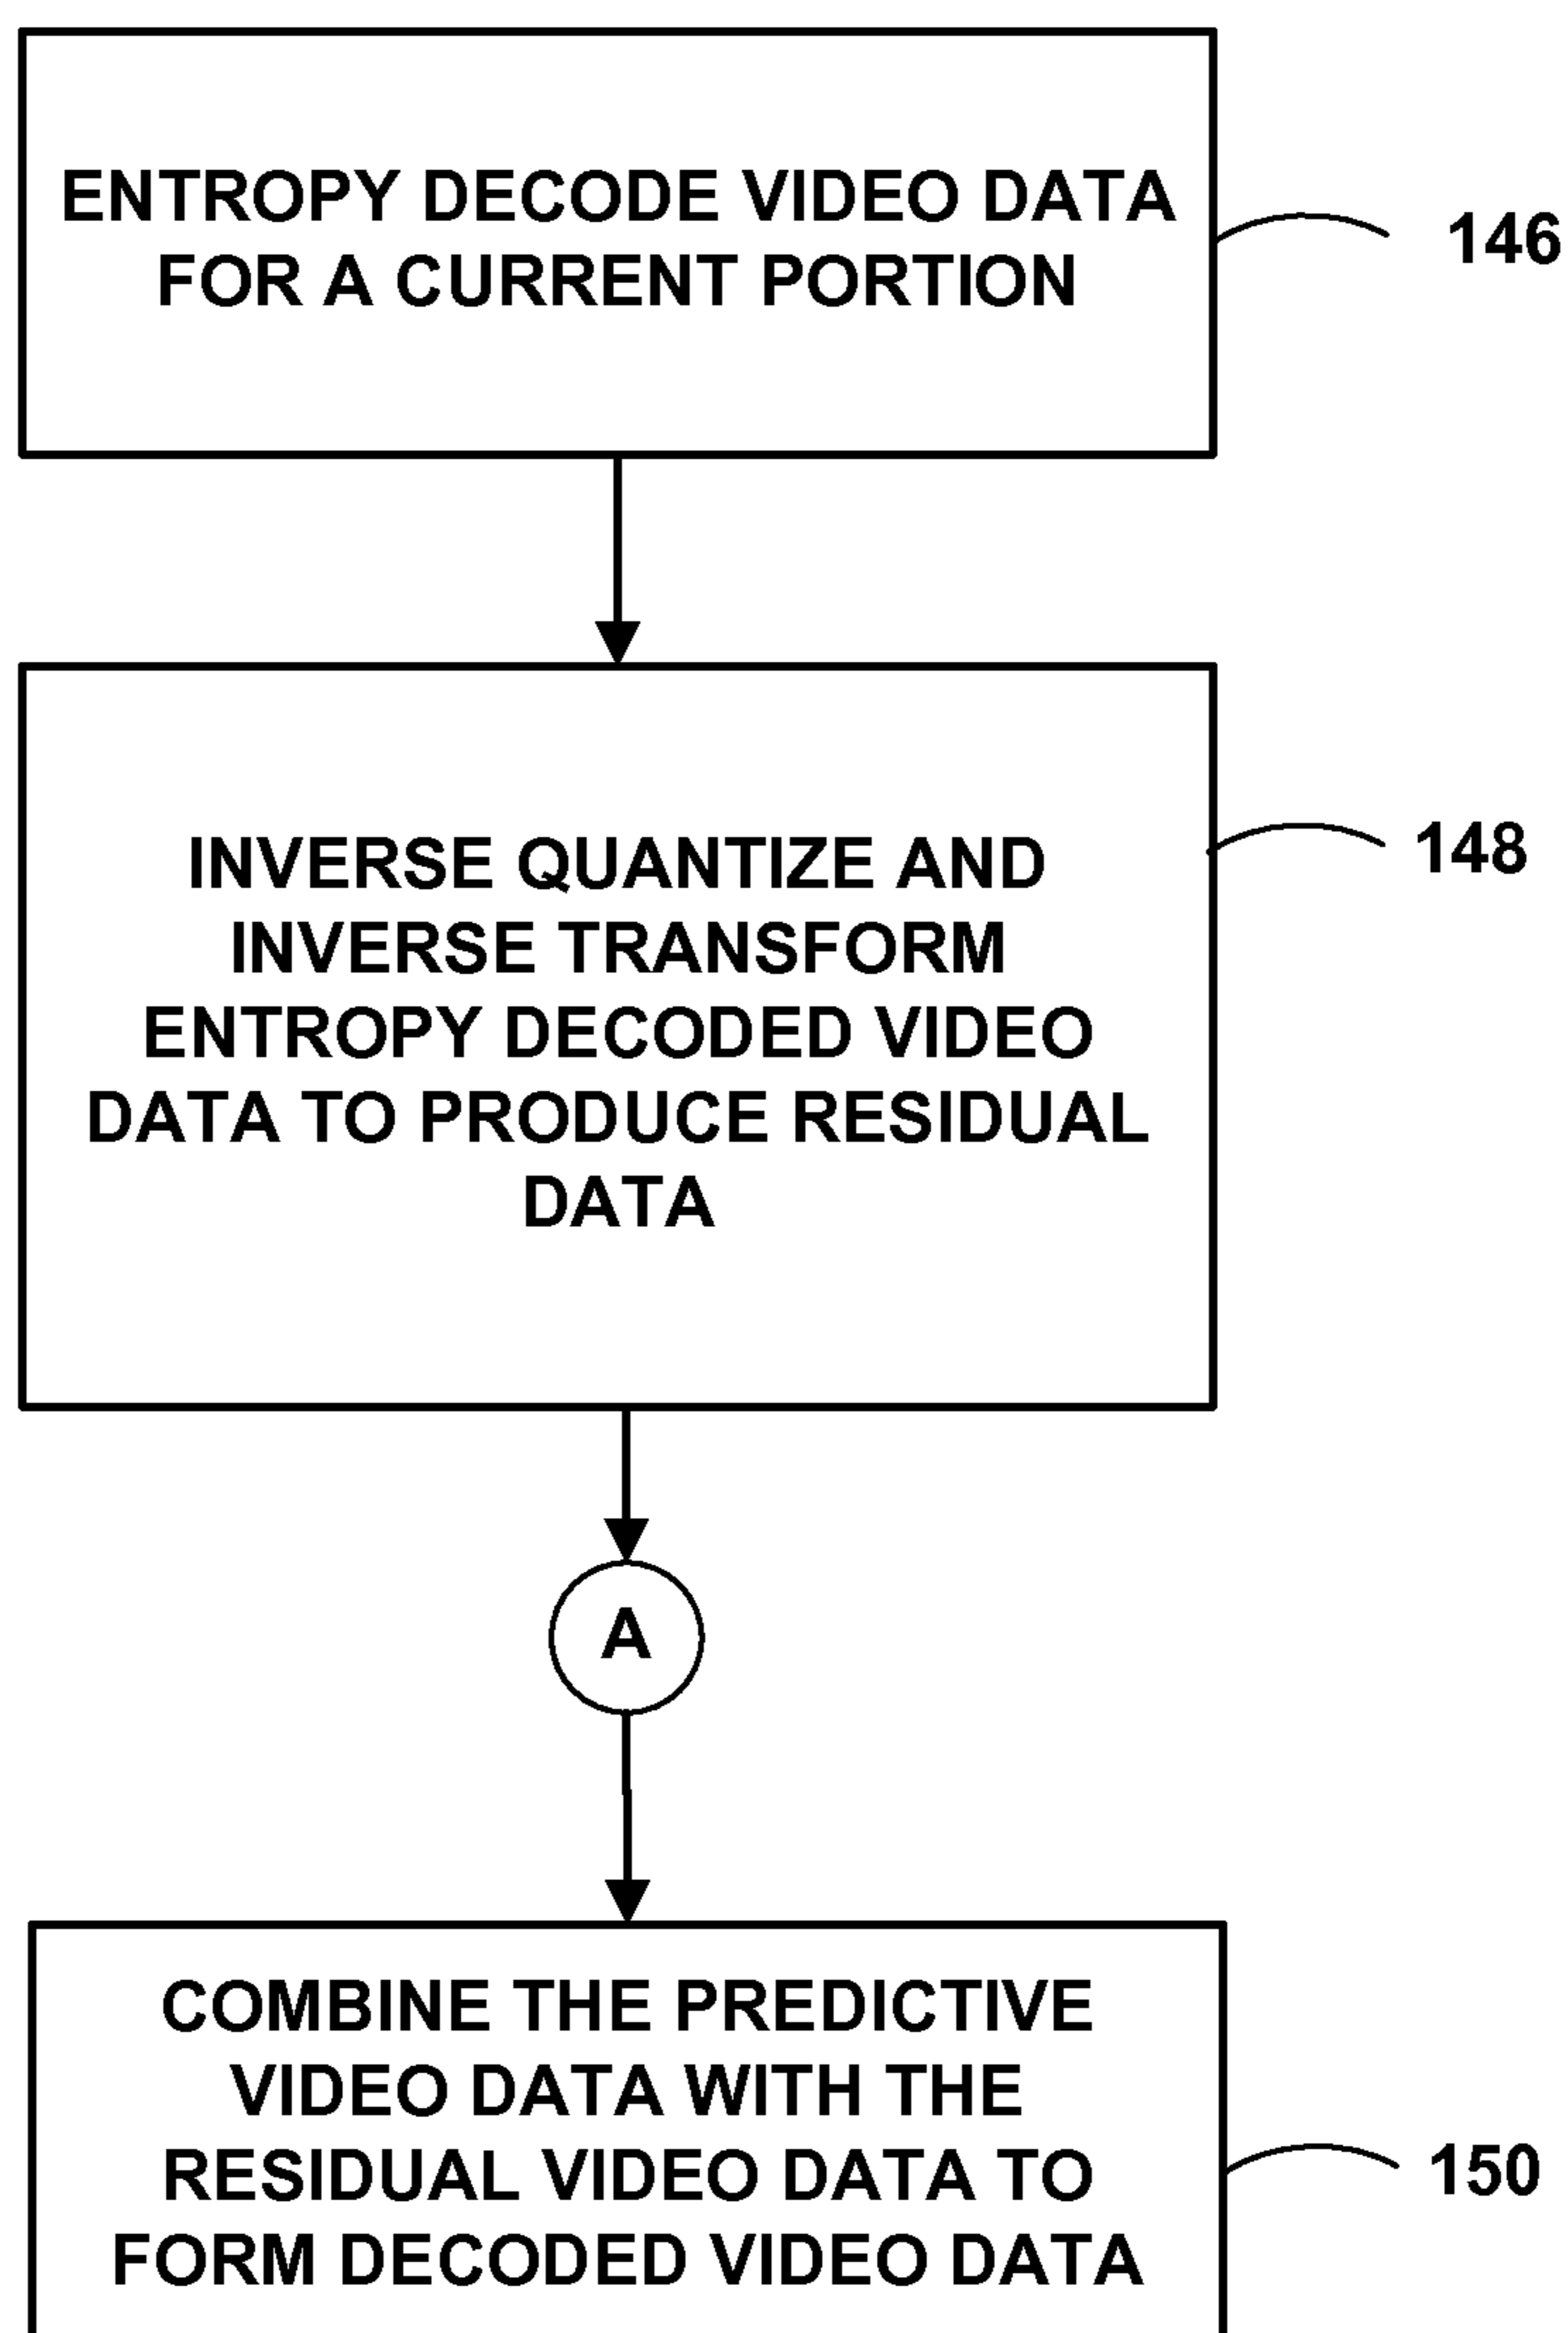 ENTROPY DECODE VIDEO DATA
FOR A CURRENT PORTION
146
INVERSE QUANTIZE AND
INVERSE TRANSFORM
ENTROPY DECODED VIDEO
DATA TO PRODUCE RESIDUAL
DATA
148
A
COMBINE THE PREDICTIVE
VIDEO DATA WITH THE
RESIDUAL VIDEO DATA TO
FORM DECODED VIDEO DATA
150